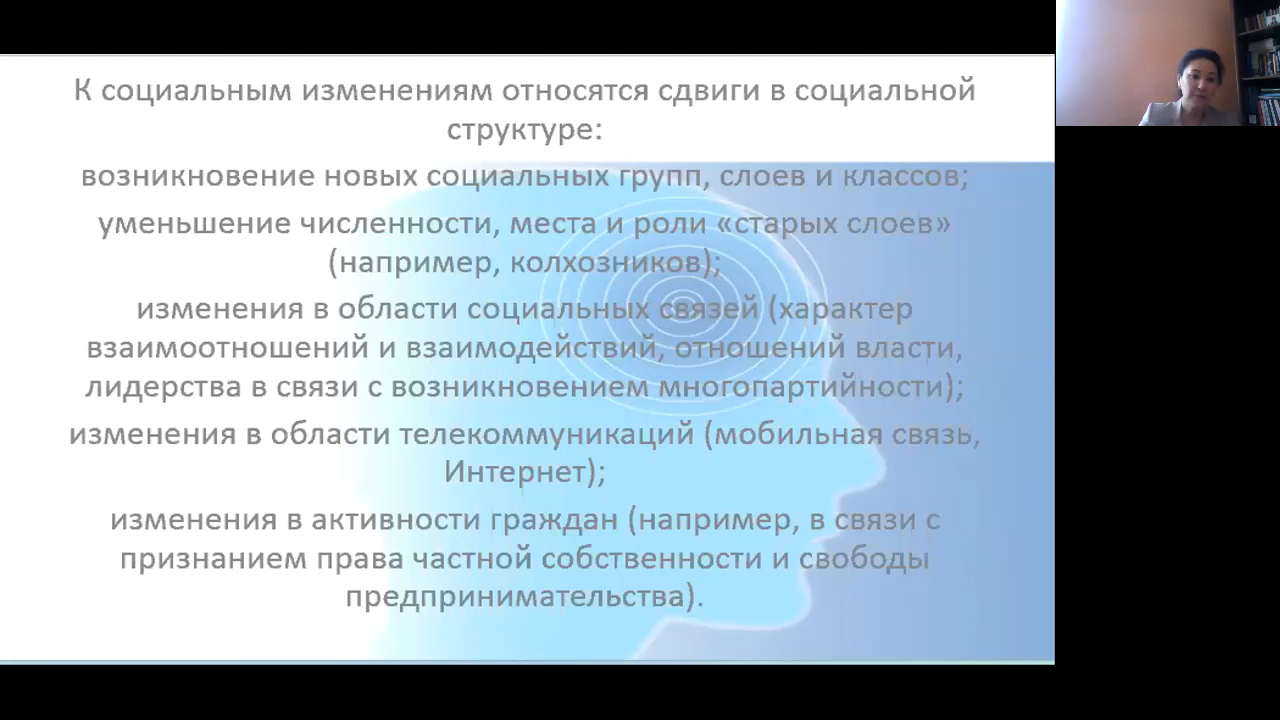 К социальным изменениям относятся сдвиги в социальной
структуре:
возникновение новых социальных групп, слоев и классов;
уменьшение численности, места и роли «старых слоев»
(например, колхозников);
изменения в области социальных связей (характер
взаимоотношений и взаимодействий, отношений власти,
лидерства в связи с возникновением многопартийности);
изменения в области телекоммуникаций (мобильная связь,
Интернет);
изменения в активности граждан (например, в связи с
признанием права частной собственности и свободы
предпринимательства).